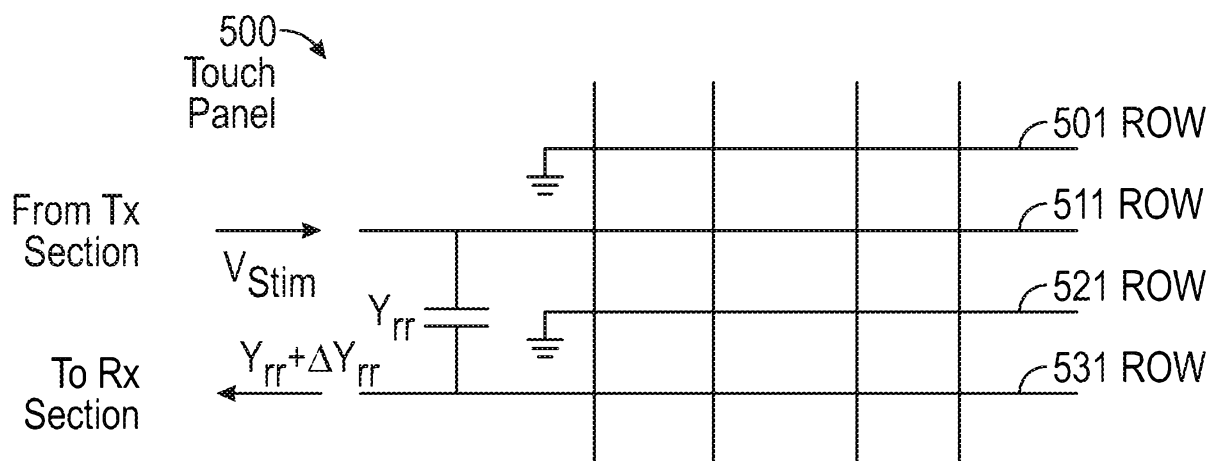 500
Touch
Panel
501 ROW
From Tx
Section
511 ROW
VStim
521 ROW
Yrr
Yrr+ΔYrr
To Rx
Section
531 ROW